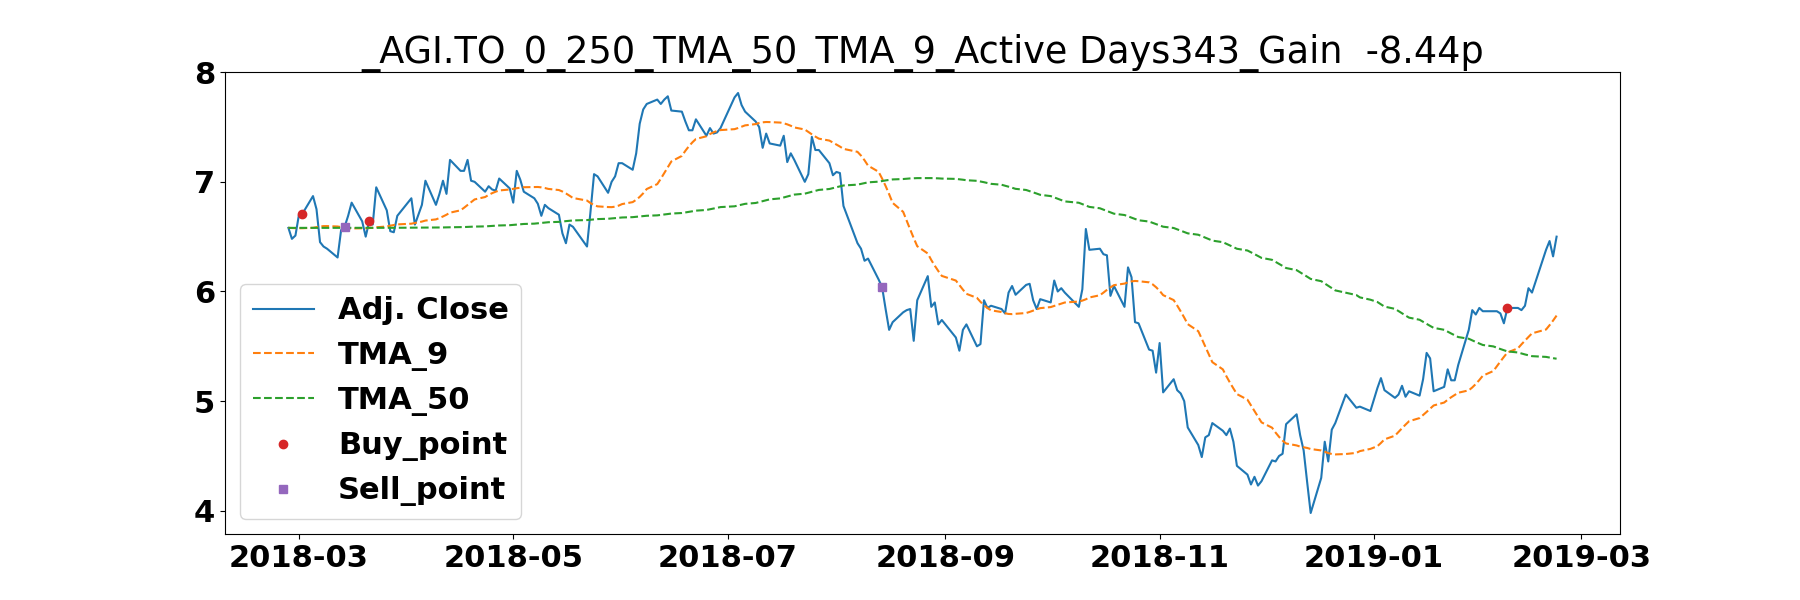 _AGI.TO_0_250_TMA_50_TMA_9_Active Days343_Gain  -8.44p
8
7
6
5
4
Adj. Close
TMA_9
TMA_50
Buy_point
Sell_point
2018-03 2018-05 2018-07 2018-09 2018-11 2019-01 2019-03